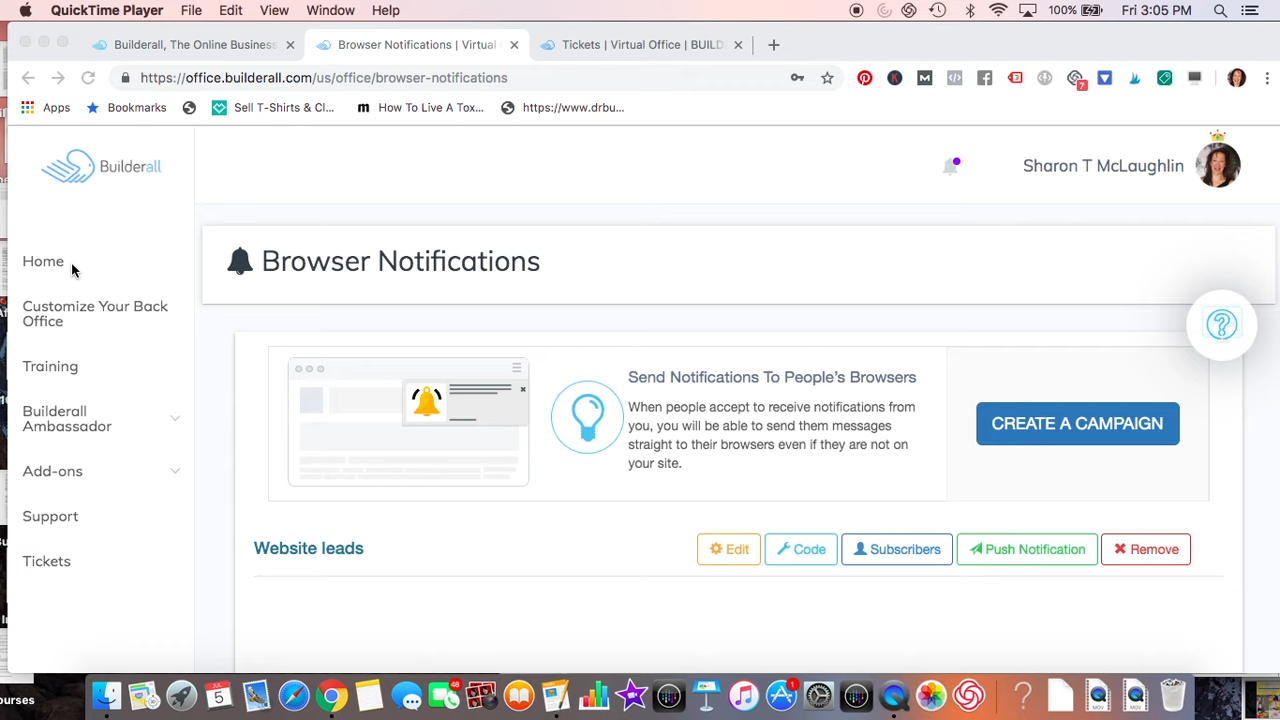 QuickTime Player File Edit View Window Help 100% Fri 3:05 PM
Builderall, The Online Business Browser Notifications | Virtual Tickets | Virtual Office | BUILD
https://office.builderall.com/us/office/browser-notifications
7
Apps Bookmarks Sell T-Shirts & Cl... How To Live A Tox... https://www.drbu...
Builderall
Sharon T McLaughlin
Home
Customize Your Back
Office
Training
Builderall
Ambassador
Add-ons
Support
Tickets
Browser Notifications
Send Notifications To People's Browsers
When people accept to receive notifications from
you, you will be able to send them messages
straight to their browsers even if they are not on
your site.
CREATE A CAMPAIGN
Website leads Edit Code Subscribers Push Notification Remove
ourses
5
48
1